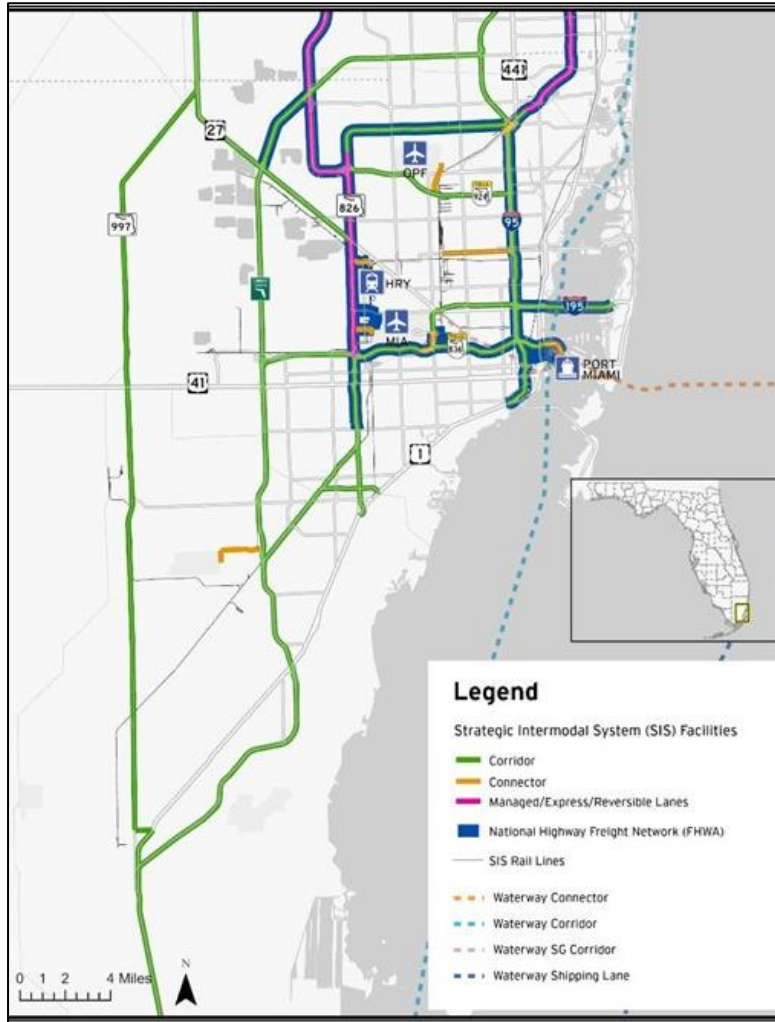 441
27
OPF
TOLL
924
826
997
95
HRY
195
MIA
836
PORT
MIAMI
41
1
Legend
Strategic Intermodal System (SIS) Facilities
Corridor
Connector
Managed/Express/Reversible Lanes
National Highway Freight Network (FHWA)
SIS Rail Lines
Waterway Connector
Waterway Corridor
Waterway SG Corridor
Waterway Shipping Lane
0 1 2 4 Miles
N